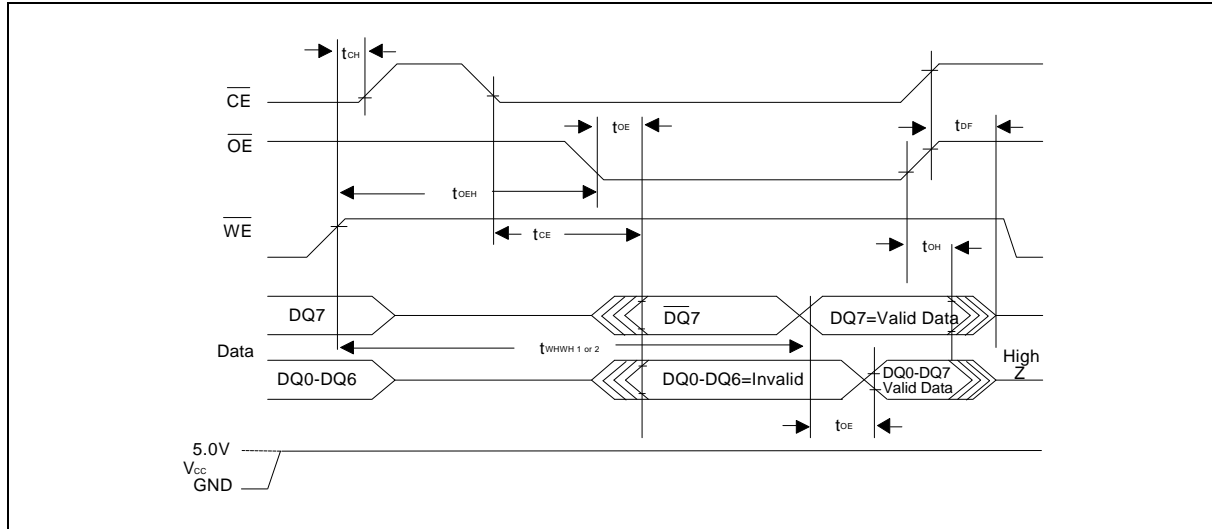 tCH
CE
OE
tOE
tDF
tOEH
WE
tCE
tOH
DQ7
DQ7
DQ7=Valid Data
Data
tWHWH 1 or 2
High
Z
DQ0-DQ6
DQ0-DQ6=Invalid
DQ0-DQ7
Valid Data
tOE
5.0V
Vcc
GND